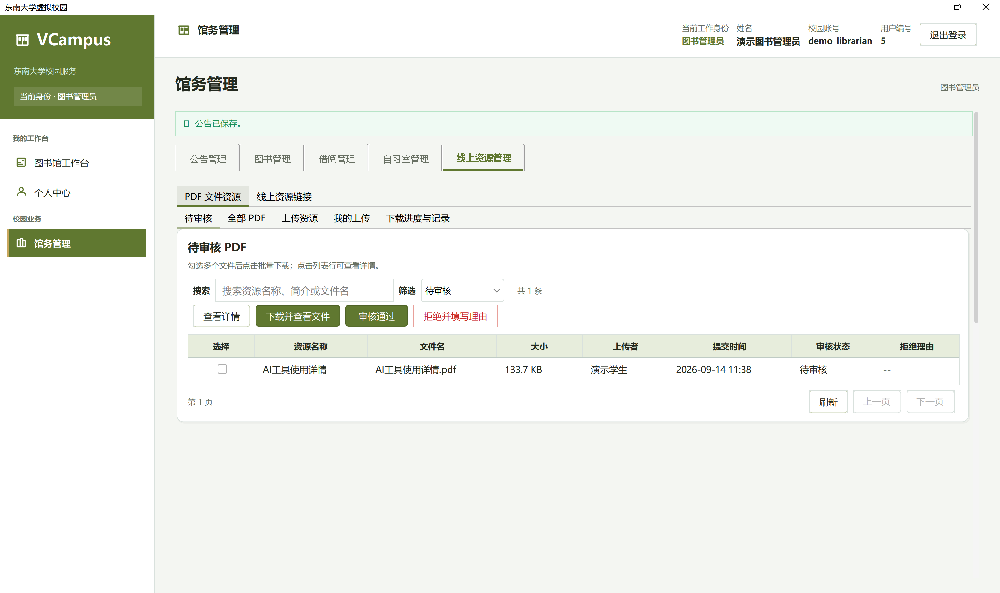 东南大学虚拟校园
VCampus
东南大学校园服务
当前身份 · 图书管理员
我的工作台
图书馆工作台
个人中心
校园业务
馆务管理
馆务管理
当前工作身份 姓名 校园账号 用户编号
图书管理员 演示图书管理员 demo_librarian 5
退出登录
馆务管理
图书管理员
公告已保存。
公告管理 图书管理 借阅管理 自习室管理 线上资源管理
PDF 文件资源 线上资源链接
待审核 全部 PDF 上传资源 我的上传 下载进度与记录
待审核 PDF
勾选多个文件后点击批量下载；点击列表行可查看详情。
搜索 搜索资源名称、简介或文件名 筛选 待审核 共 1 条
查看详情 下载并查看文件 审核通过 拒绝并填写理由
选择 资源名称 文件名 大小 上传者 提交时间 审核状态 拒绝理由
AI工具使用详情 AI工具使用详情.pdf 133.7 KB 演示学生 2026-09-14 11:38 待审核 --
第 1 页 刷新 上一页 下一页